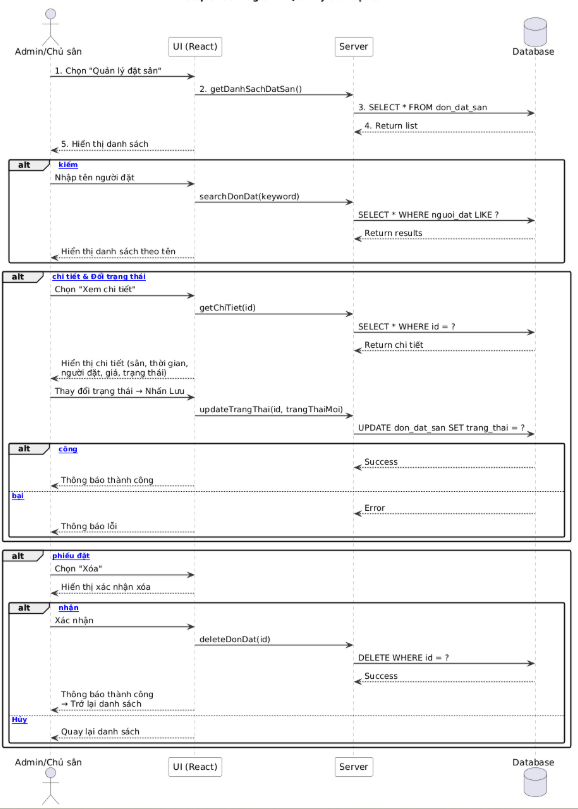 Admin/Chủ sân
UI (React)
Server
Database
1. Chọn "Quản lý đặt sân"
2. getDanhSachDatSan()
3. SELECT * FROM don_dat_san
4. Return list
5. Hiển thị danh sách
alt
kiếm
Nhập tên người đặt
searchDonDat(keyword)
SELECT * WHERE nguoi_dat LIKE ?
Return results
Hiển thị danh sách theo tên
alt
chi tiết & Đổi trạng thái
Chọn "Xem chi tiết"
getChiTiet(id)
SELECT * WHERE id = ?
Return chi tiết
Hiển thị chi tiết (sân, thời gian,
người đặt, giá, trạng thái)
Thay đổi trạng thái → Nhấn Lưu
updateTrangThai(id, trangThaiMoi)
UPDATE don_dat_san SET trang_thai = ?
alt
công
Success
Thông báo thành công
bại
Error
Thông báo lỗi
alt
phiếu đặt
Chọn "Xóa"
Hiển thị xác nhận xóa
alt
nhận
Xác nhận
deleteDonDat(id)
DELETE WHERE id = ?
Success
Thông báo thành công
→ Trở lại danh sách
Hủy
Quay lại danh sách
Admin/Chủ sân
UI (React)
Server
Database